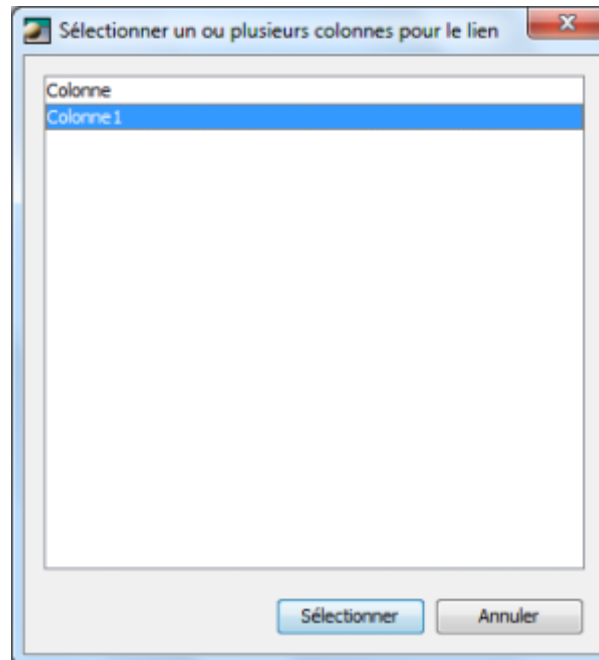 Sélectionner un ou plusieurs colonnes pour le lien
Colonne
Colonne1
Sélectionner
Annuler